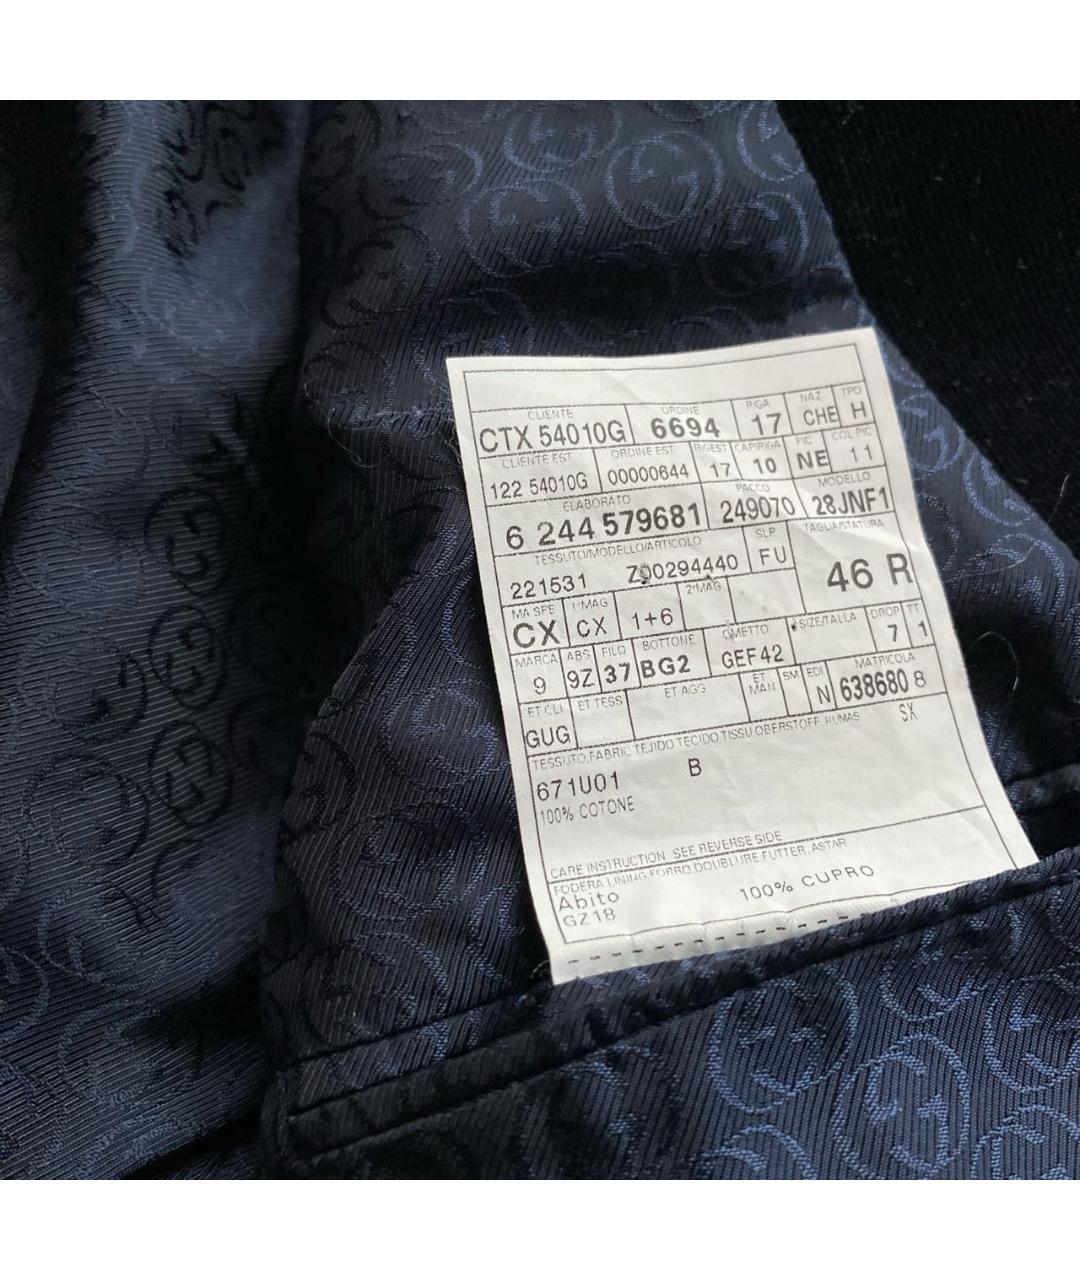 CLIENTE ORDINE RIGA NAZ TPO
CTX 54010G 6694 17 CHE H
CLIENTE EST ORDINE EST RIGEST CAPIRIGA PIC COL PIC
122 54010G 00000644 17 10 NE 11
ELABORATO PACCO MODELLO
6 244 579681 249070 28JNF1
TESSUTO/MODELLO/ARTICOLO SLP TAGLIA/STATURA
221531 Z00294440 FU 46 R
MA SPE 1°MAG 2°MAG
CX CX 1+6
MARCA ABS FILO BOTTONE OMETTO SIZE/TALLA DROP TT
9 9Z 37 BG2 GEF42 7 1
ET CLI ET TESS ET AGG ET MAN SM EDI MATRICOLA
GUG N 638680 8
TESSUTO,FABRIC TEJIDO TECIDO TISSU OBERSTOFF KUMAS SX
671U01 B
100% COTONE
CARE INSTRUCTION SEE REVERSE SIDE
FODERA LINING FORRO DOUBLURE FUTTER, ASTAR
Abito 100% CUPRO
GZ18